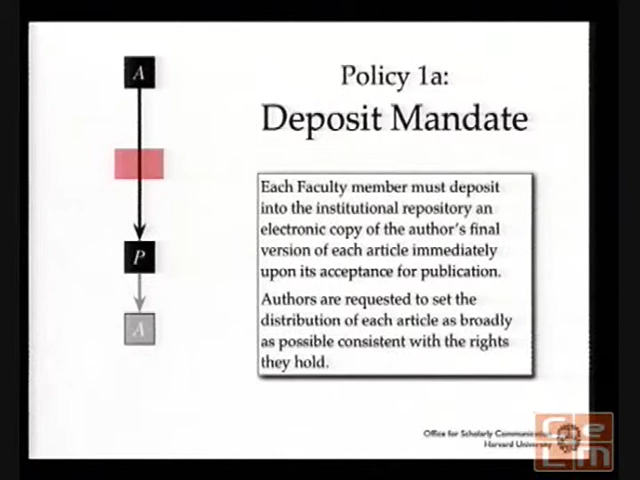 A
P
A
Policy 1a:
Deposit Mandate
Each Faculty member must deposit
into the institutional repository an
electronic copy of the author's final
version of each article immediately
upon its acceptance for publication.
Authors are requested to set the
distribution of each article as broadly
as possible consistent with the rights
they hold.
Office for Scholarly Communication
Harvard University
CeLm